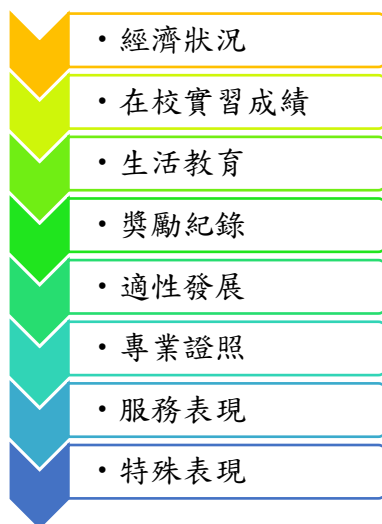 ・經濟狀況
・在校實習成績
・生活教育
・獎勵紀錄
・適性發展
・專業證照
・服務表現
・特殊表現